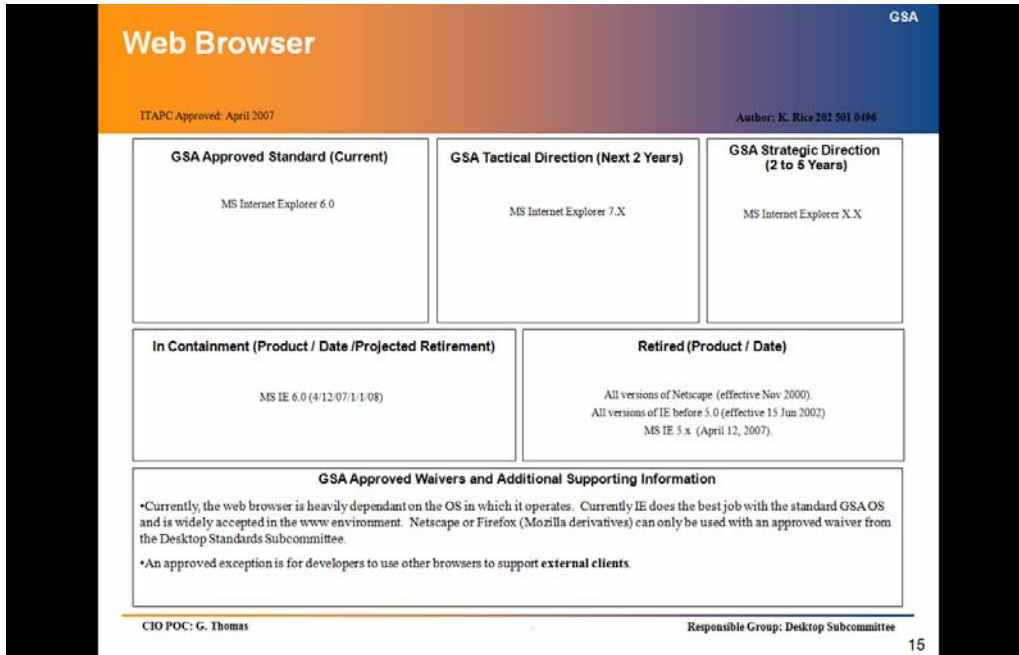 GSA
Web Browser
ITAPC Approved: April 2007
Author: K. Rice 202 501 0496
GSA Approved Standard (Current)
MS Internet Explorer 6.0
GSA Tactical Direction (Next 2 Years)
MS Internet Explorer 7.X
GSA Strategic Direction
(2 to 5 Years)
MS Internet Explorer X.X
In Containment (Product / Date /Projected Retirement)
MS IE 6.0 (4/12/07/1/1/08)
Retired (Product / Date)
All versions of Netscape (effective Nov 2000).
All versions of IE before 5.0 (effective 15 Jun 2002)
MS IE 5.x (April 12, 2007).
GSA Approved Waivers and Additional Supporting Information
•Currently, the web browser is heavily dependant on the OS in which it operates. Currently IE does the best job with the standard GSA OS
and is widely accepted in the www environment. Netscape or Firefox (Mozilla derivatives) can only be used with an approved waiver from
the Desktop Standards Subcommittee.
•An approved exception is for developers to use other browsers to support external clients.
CIO POC: G. Thomas
Responsible Group: Desktop Subcommittee
15